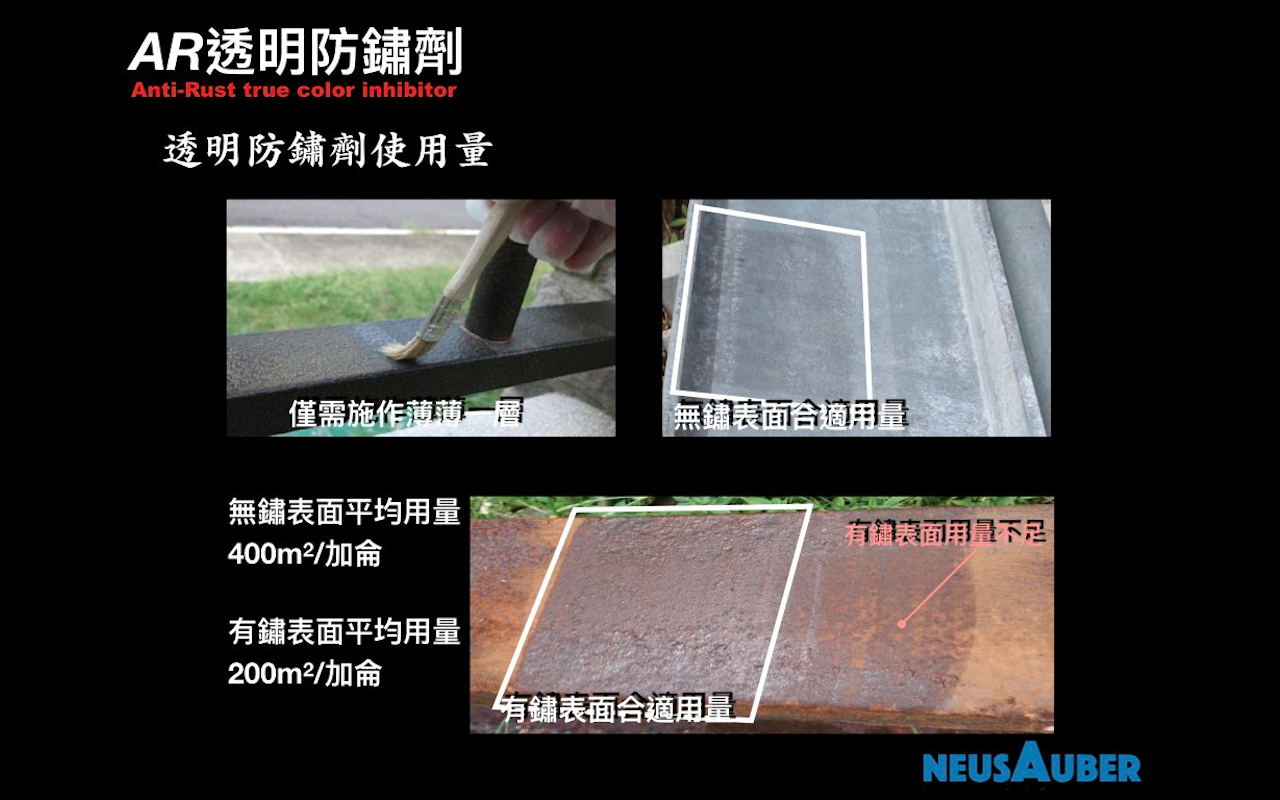 AR透明防鏽劑
Anti-Rust true color inhibitor
透明防鏽劑使用量
僅需施作薄薄一層
無鏽表面合適用量
無鏽表面平均用量
400m²/加侖
有鏽表面平均用量
200m²/加侖
有鏽表面用量不足
有鏽表面合適用量
NEUSAUBER